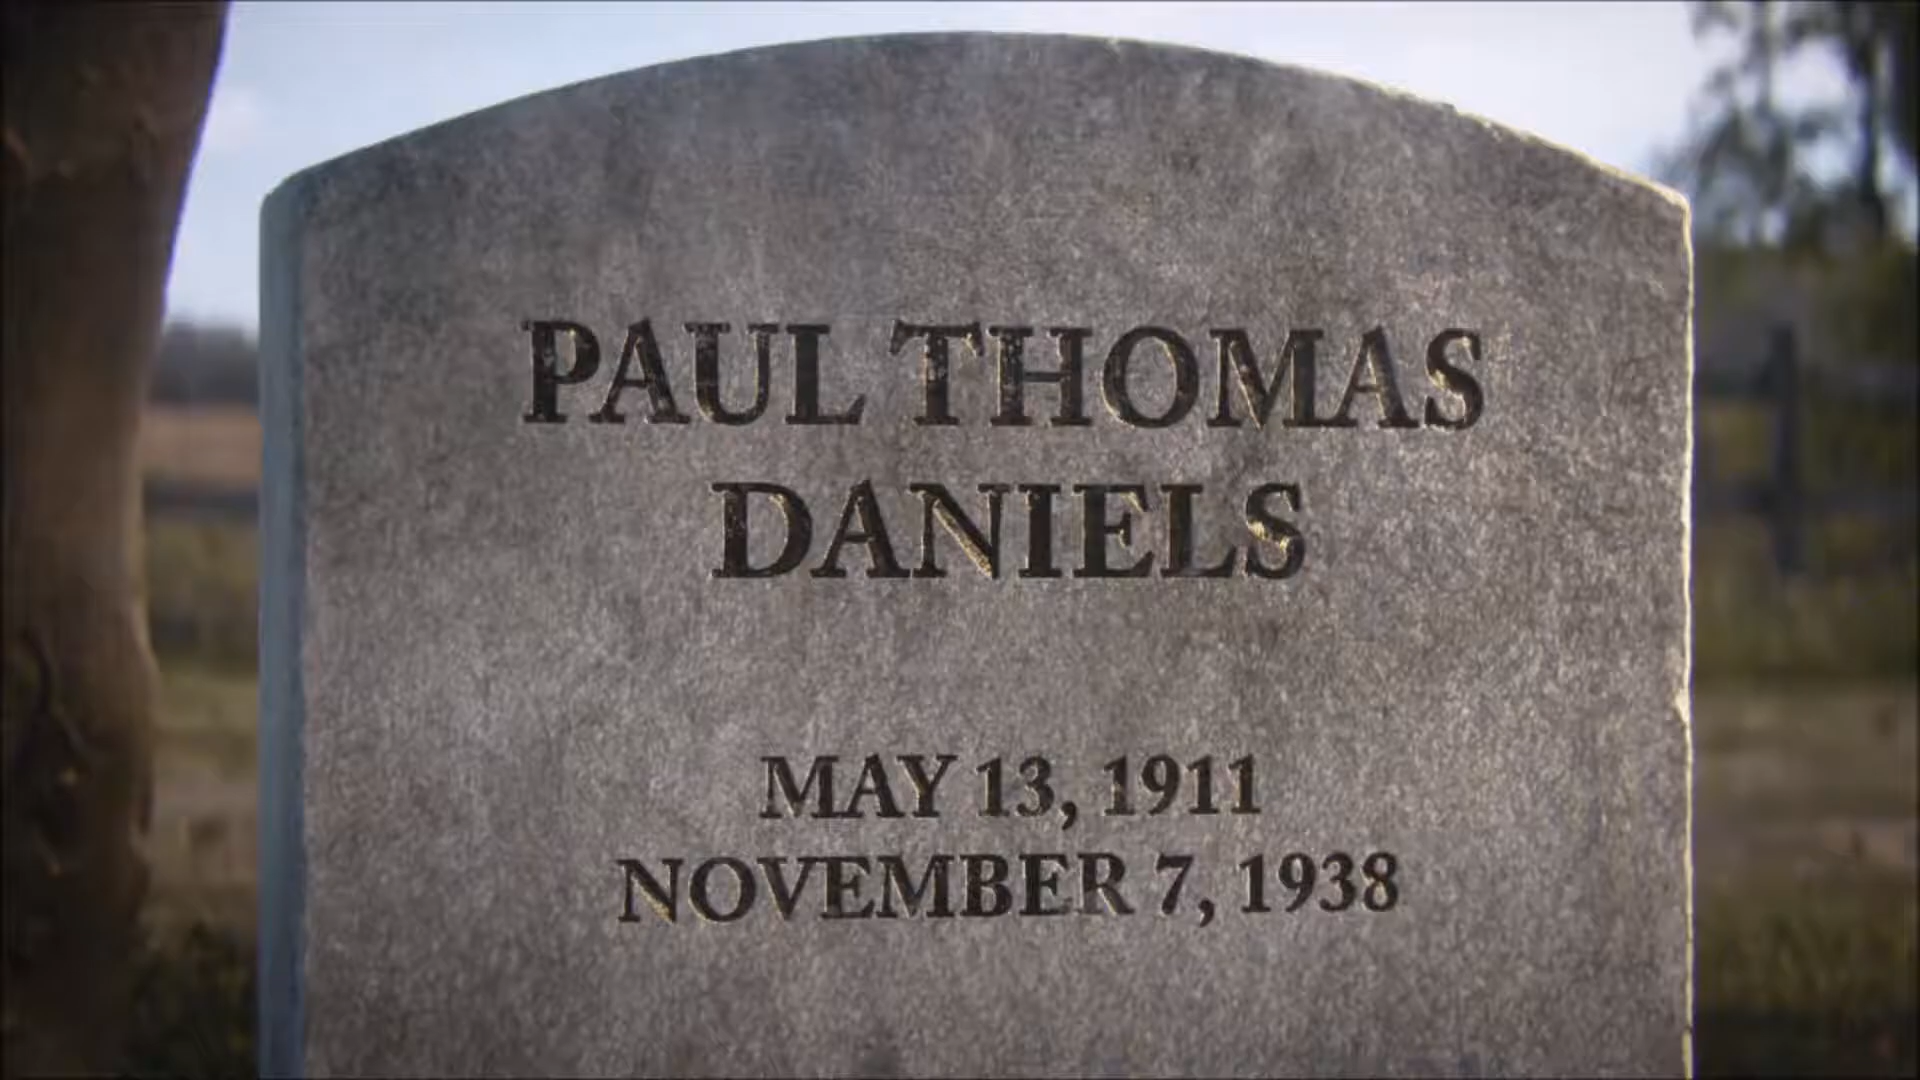 PAUL THOMAS
DANIELS
MAY 13, 1911
NOVEMBER 7, 1938